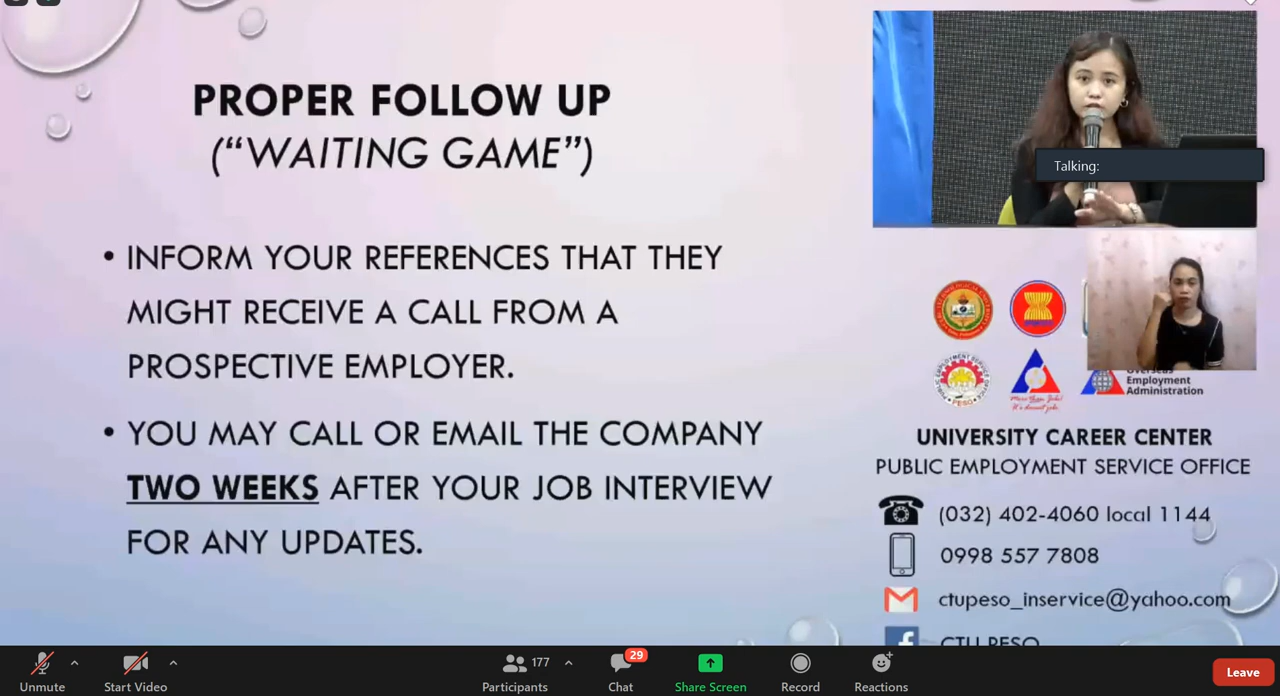 PROPER FOLLOW UP
(“WAITING GAME”)
• INFORM YOUR REFERENCES THAT THEY
MIGHT RECEIVE A CALL FROM A
PROSPECTIVE EMPLOYER.
• YOU MAY CALL OR EMAIL THE COMPANY
TWO WEEKS AFTER YOUR JOB INTERVIEW
FOR ANY UPDATES.
Talking:
PESO
Overseas
Employment
Administration
UNIVERSITY CAREER CENTER
PUBLIC EMPLOYMENT SERVICE OFFICE
(032) 402-4060 local 1144
0998 557 7808
ctupeso_inservice@yahoo.com
CTU PESO
Unmute
Start Video
177
Participants
29
Chat
Share Screen
Record
Reactions
Leave